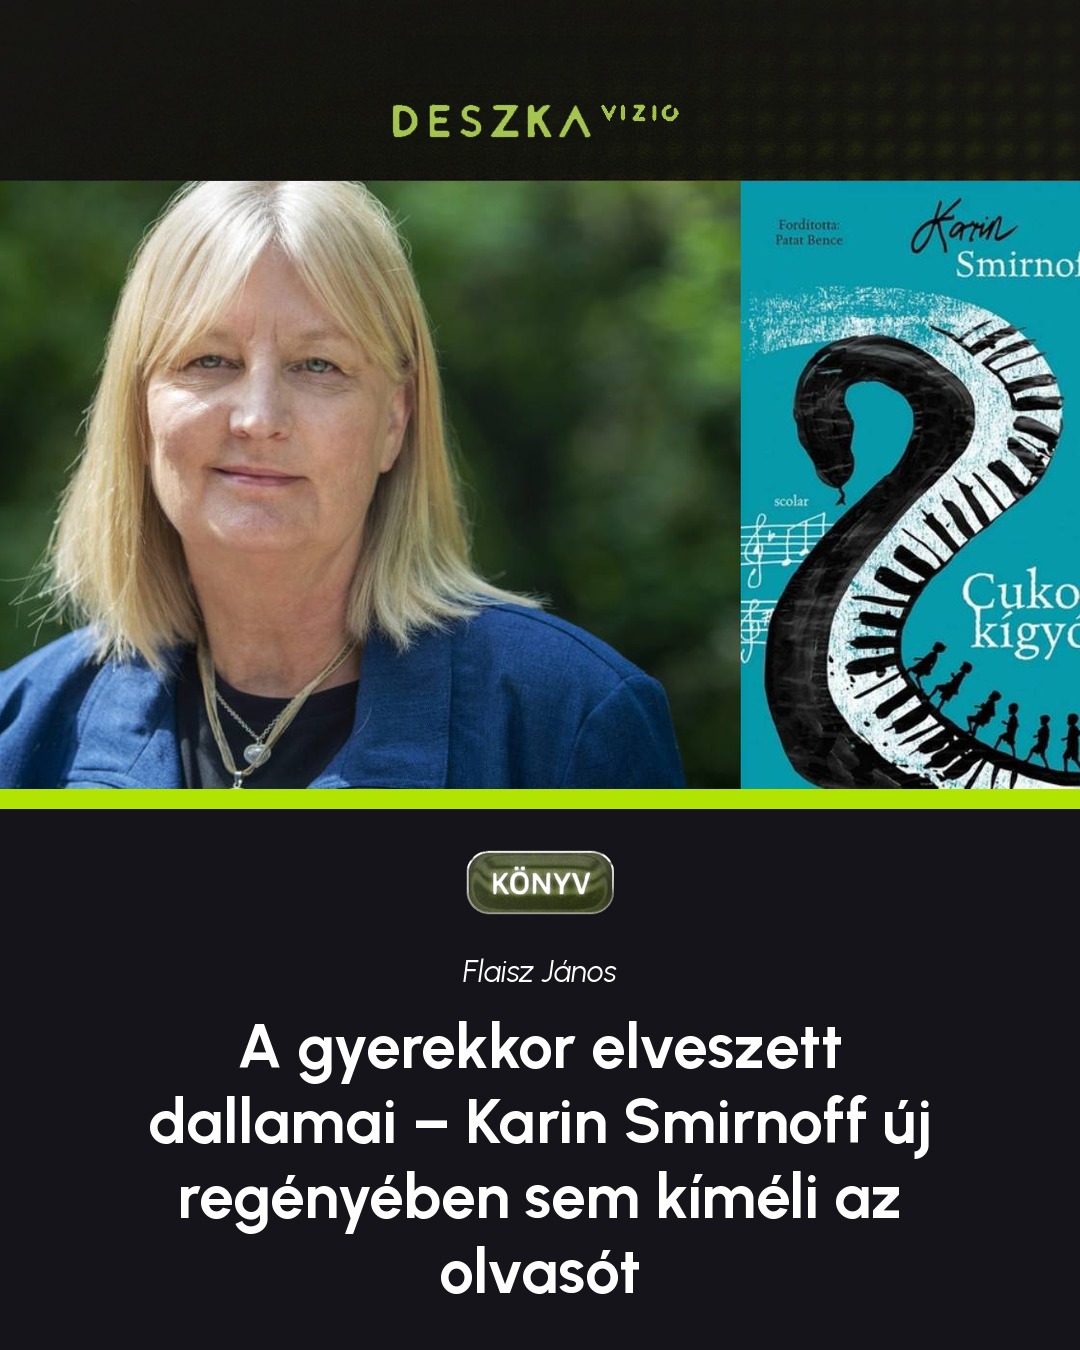 DESZKA VIZIO
Fordította:
Patat Bence
Karin
Smirnof
scolar
Cuko
kígyó
KÖNYV
Flaisz János
A gyerekkor elveszett
dallamai – Karin Smirnoff új
regényében sem kíméli az
olvasót